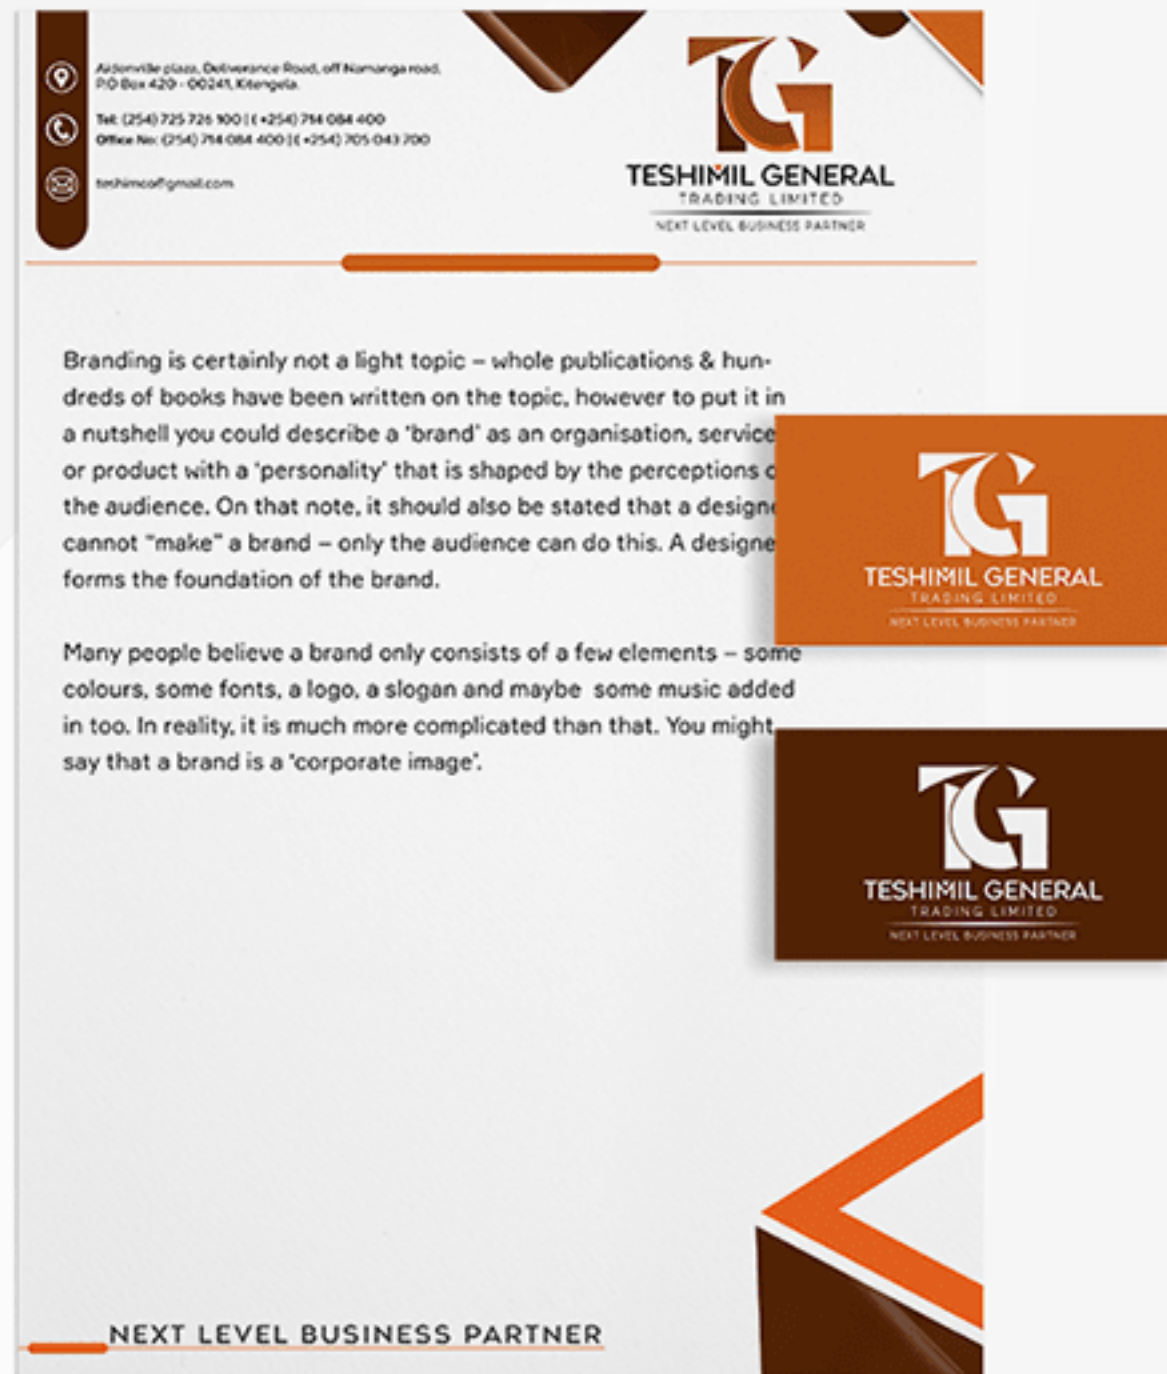 Aidonville plaza, Deliverance Road, off Namanga road,
P.O Box 420 - 00241, Kitengela.
Tel: (254) 725 726 100 | ( +254) 714 084 400
Office No: (254) 714 084 400 | ( +254) 705 043 700
TG
TESHIMIL GENERAL
TRADING LIMITED
NEXT LEVEL BUSINESS PARTNER
Branding is certainly not a light topic – whole publications & hun-
dreds of books have been written on the topic, however to put it in
a nutshell you could describe a 'brand' as an organisation, service
or product with a 'personality' that is shaped by the perceptions
the audience. On that note, it should also be stated that a designe
cannot "make" a brand – only the audience can do this. A designe
forms the foundation of the brand.
Many people believe a brand only consists of a few elements – some
colours, some fonts, a logo, a slogan and maybe some music added
in too. In reality, it is much more complicated than that. You might
say that a brand is a 'corporate image'.
TG
TESHIMIL GENERAL
TRADING LIMITED
NEXT LEVEL BUSINESS PARTNER
TG
TESHIMIL GENERAL
TRADING LIMITED
NEXT LEVEL BUSINESS PARTNER
NEXT LEVEL BUSINESS PARTNER